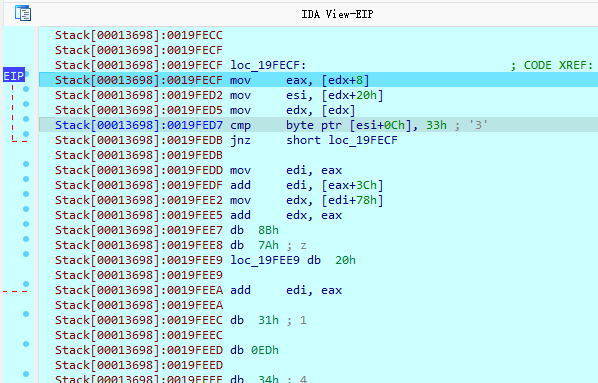 IDA View-EIP
Stack[00013698]:0019FECC
Stack[00013698]:0019FECF
Stack[00013698]:0019FECF loc_19FECF: ; CODE XREF:
EIP Stack[00013698]:0019FECF mov eax, [edx+8]
Stack[00013698]:0019FED2 mov esi, [edx+20h]
Stack[00013698]:0019FED5 mov edx, [edx]
Stack[00013698]:0019FED7 cmp byte ptr [esi+0Ch], 33h ; '3'
Stack[00013698]:0019FEDB jnz short loc_19FECF
Stack[00013698]:0019FEDB
Stack[00013698]:0019FEDD mov edi, eax
Stack[00013698]:0019FEDF add edi, [eax+3Ch]
Stack[00013698]:0019FEE2 mov edx, [edi+78h]
Stack[00013698]:0019FEE5 add edx, eax
Stack[00013698]:0019FEE7 db 8Bh
Stack[00013698]:0019FEE8 db 7Ah ; z
Stack[00013698]:0019FEE9 loc_19FEE9 db 20h
Stack[00013698]:0019FEE9
Stack[00013698]:0019FEEA add edi, eax
Stack[00013698]:0019FEEA
Stack[00013698]:0019FEEC db 31h ; 1
Stack[00013698]:0019FEEC
Stack[00013698]:0019FEED db 0EDh
Stack[00013698]:0019FEED
Stack[00013698]:0019FEEE db 34h ; 4